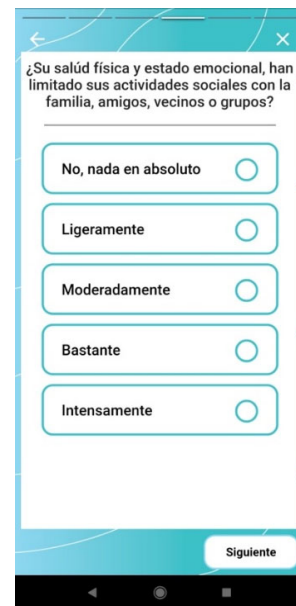 ¿Su salúd física y estado emocional, han
limitado sus actividades sociales con la
familia, amigos, vecinos o grupos?
No, nada en absoluto
Ligeramente
Moderadamente
Bastante
Intensamente
Siguiente